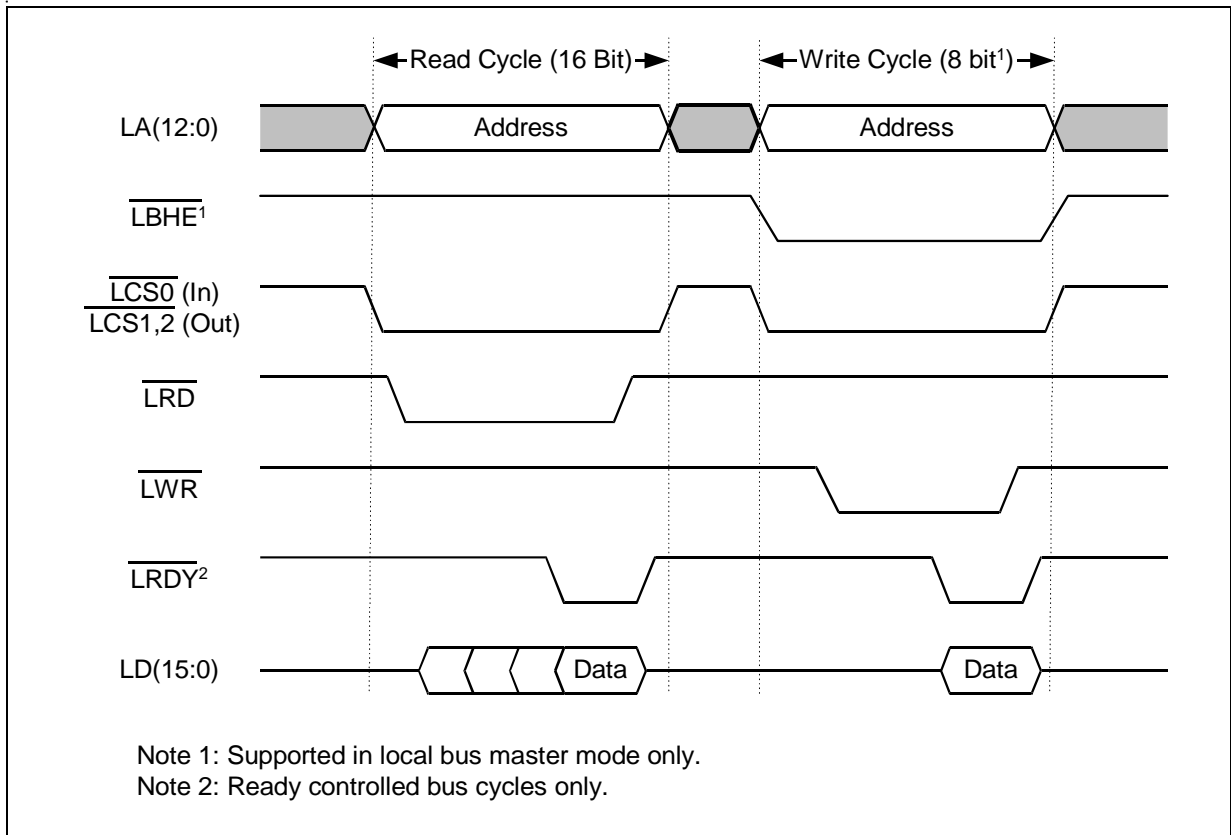 Read Cycle (16 Bit) Write Cycle (8 bit¹)
LA(12:0) Address Address
LBHE¹
LCS0 (In)
LCS1,2 (Out)
LRD
LWR
LRDY²
LD(15:0) Data Data
Note 1: Supported in local bus master mode only.
Note 2: Ready controlled bus cycles only.